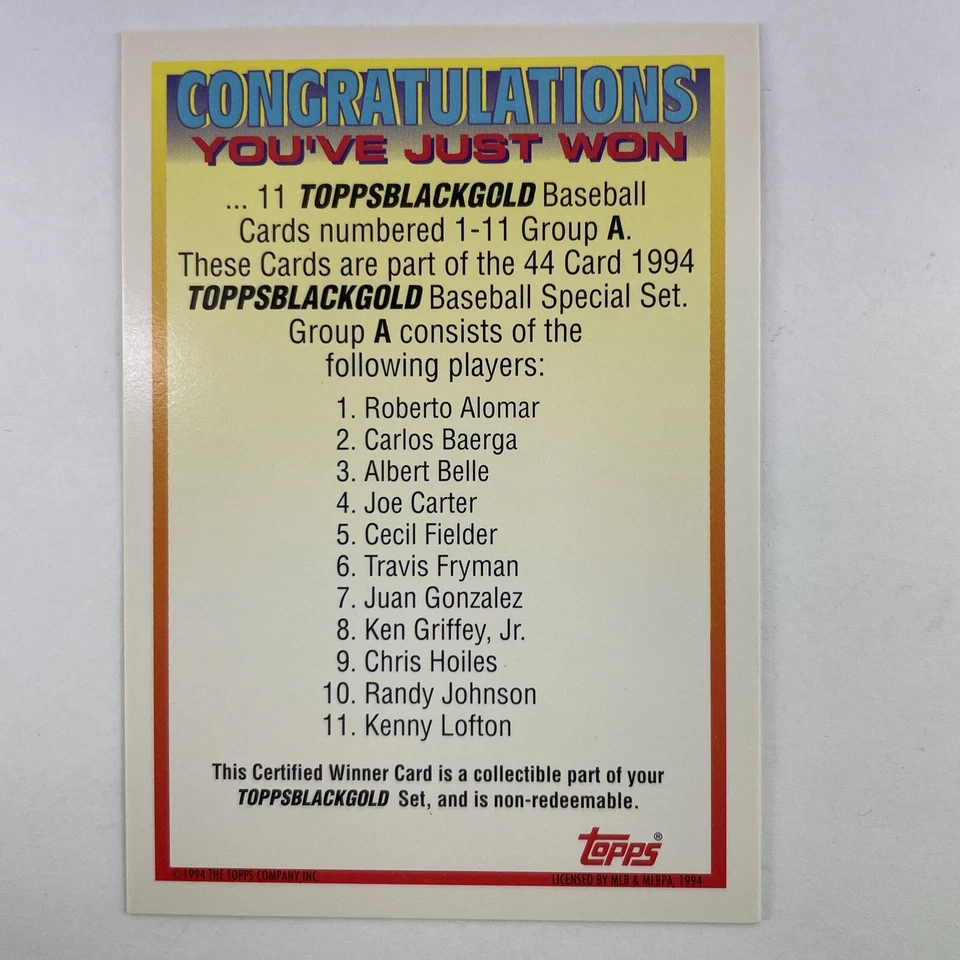 CONGRATULATIONS
YOU'VE JUST WON
... 11 TOPPSBLACKGOLD Baseball
Cards numbered 1-11 Group A.
These Cards are part of the 44 Card 1994
TOPPSBLACKGOLD Baseball Special Set.
Group A consists of the
following players:
1. Roberto Alomar
2. Carlos Baerga
3. Albert Belle
4. Joe Carter
5. Cecil Fielder
6. Travis Fryman
7. Juan Gonzalez
8. Ken Griffey, Jr.
9. Chris Hoiles
10. Randy Johnson
11. Kenny Lofton
This Certified Winner Card is a collectible part of your
TOPPSBLACKGOLD Set, and is non-redeemable.
Topps®
©1994 THE TOPPS COMPANY, INC. LICENSED BY MLB & MLBPA, 1994